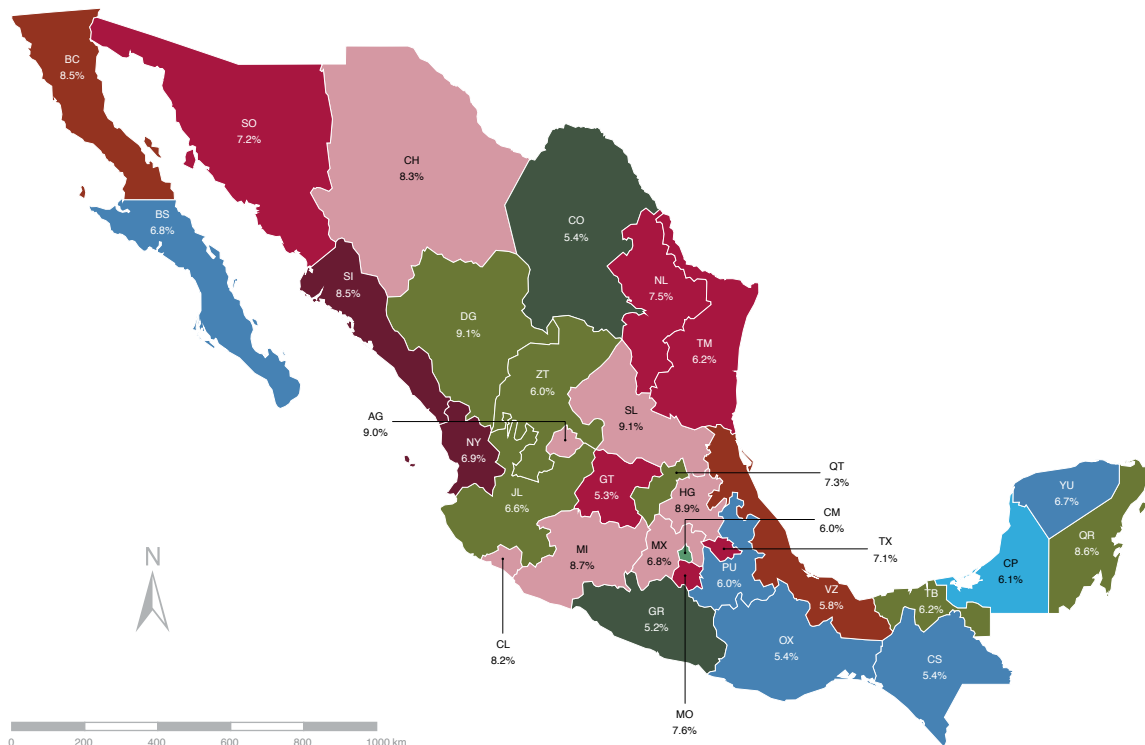 BC
8.5%
SO
7.2%
CH
8.3%
BS
6.8%
CO
5.4%
SI
8.5%
NL
7.5%
DG
9.1%
TM
6.2%
ZT
6.0%
AG
9.0%
SL
9.1%
NY
6.9%
QT
7.3%
JL
6.6%
GT
5.3%
HG
8.9%
YU
6.7%
CM
6.0%
QR
8.6%
MI
8.7%
MX
6.8%
TX
7.1%
N
PU
6.0%
CP
6.1%
VZ
5.8%
TB
6.2%
GR
5.2%
CL
8.2%
OX
5.4%
CS
5.4%
MO
7.6%
0 200 400 600 800 1000 km